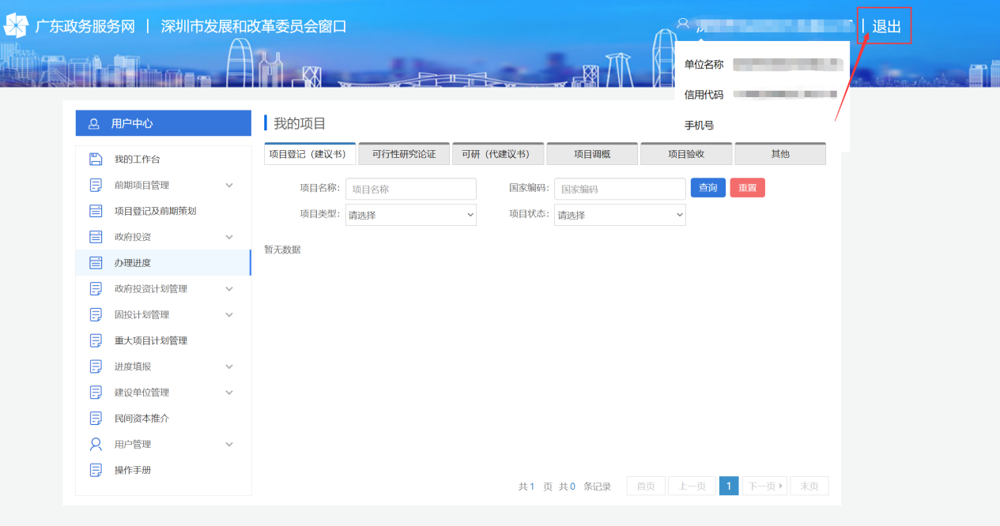 广东政务服务网 | 深圳市发展和改革委员会窗口
退出
单位名称
信用代码
手机号
用户中心
我的工作台
前期项目管理
项目登记及前期策划
政府投资
办理进度
政府投资计划管理
固投计划管理
重大项目计划管理
进度填报
建设单位管理
民间资本推介
用户管理
操作手册
我的项目
项目登记（建议书） 可行性研究论证 可研（代建议书） 项目调概 项目验收 其他
项目名称: 项目名称 国家编码: 国家编码 查询 重置
项目类型: 请选择 项目状态: 请选择
暂无数据
共1 页 共0 条记录 首页 上一页 1 下一页 末页